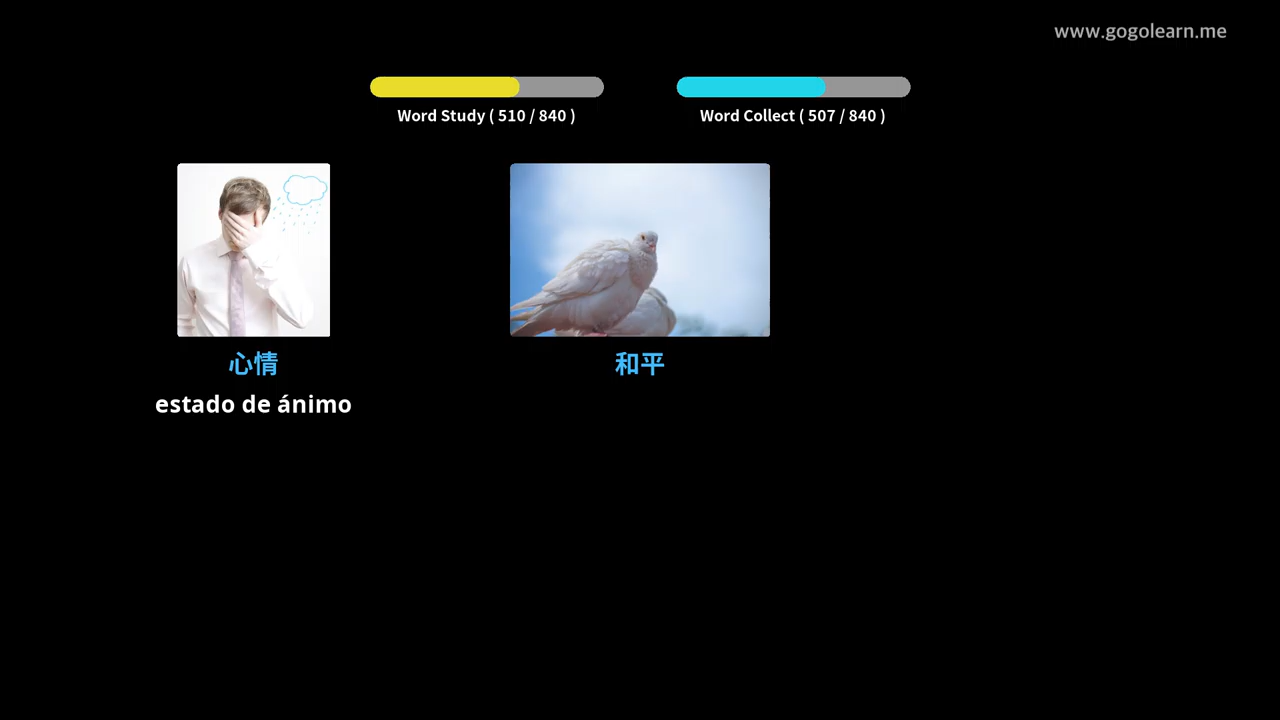 www.gogolearn.me
Word Study ( 510 / 840 )
Word Collect ( 507 / 840 )
心情
和平
estado de ánimo